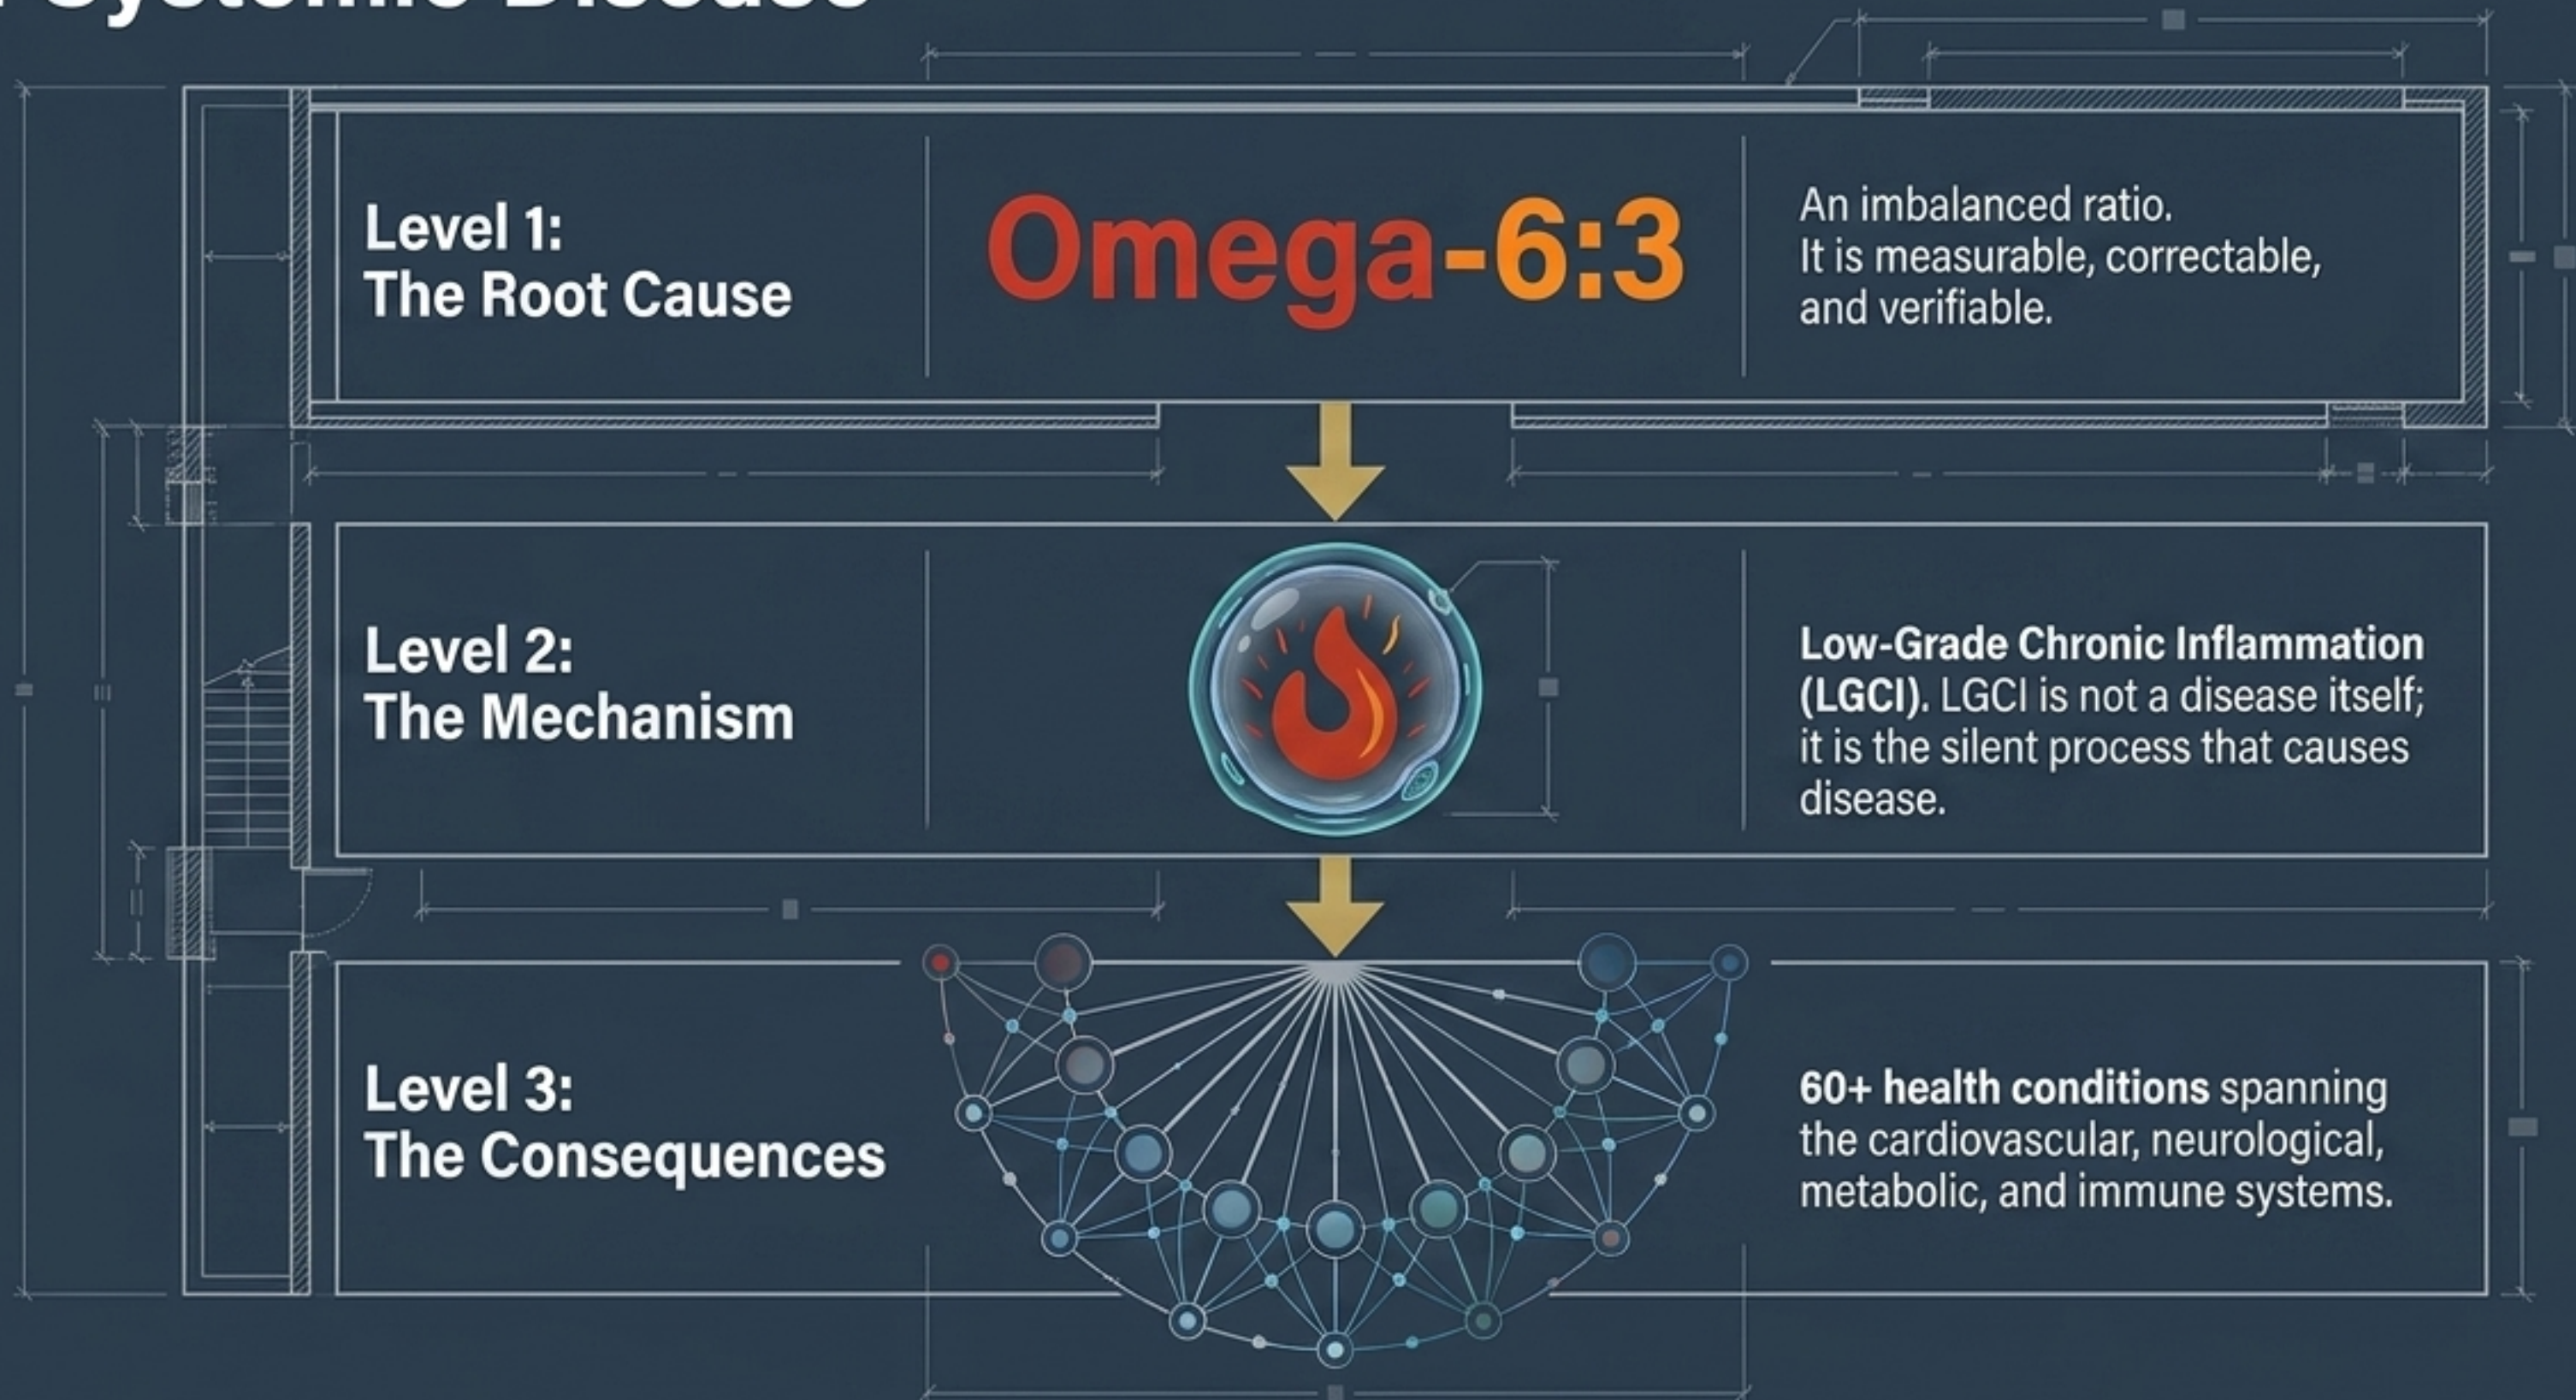 Systemic Disease
Level 1:
The Root Cause
Omega-6:3
An imbalanced ratio.
It is measurable, correctable,
and verifiable.
Level 2:
The Mechanism
Low-Grade Chronic Inflammation
(LGCI). LGCI is not a disease itself;
it is the silent process that causes
disease.
Level 3:
The Consequences
60+ health conditions spanning
the cardiovascular, neurological,
metabolic, and immune systems.